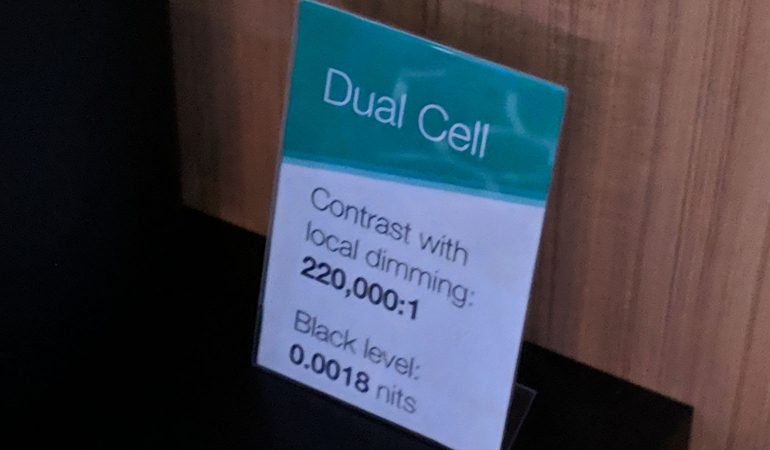 Dual Cell
Contrast with
local dimming:
220,000:1
Black level:
0.0018 nits